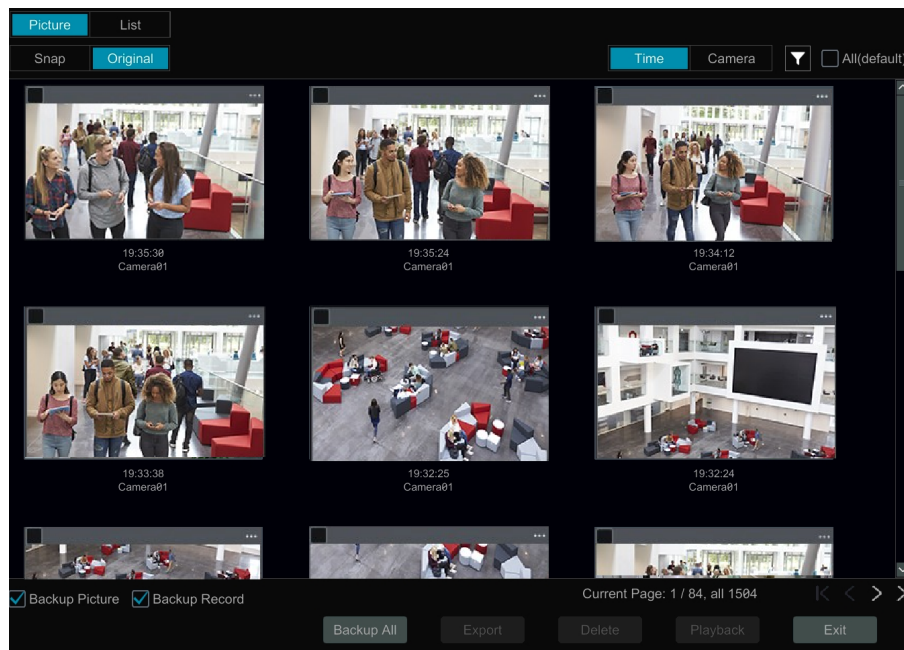 Picture List
Snap Original Time Camera All(default)
19:35:30 19:35:24 19:34:12
Camera01 Camera01 Camera01
19:33:38 19:32:25 19:32:24
Camera01 Camera01 Camera01
Backup Picture Backup Record Current Page: 1 / 84, all 1504
Backup All Export Delete Playback Exit